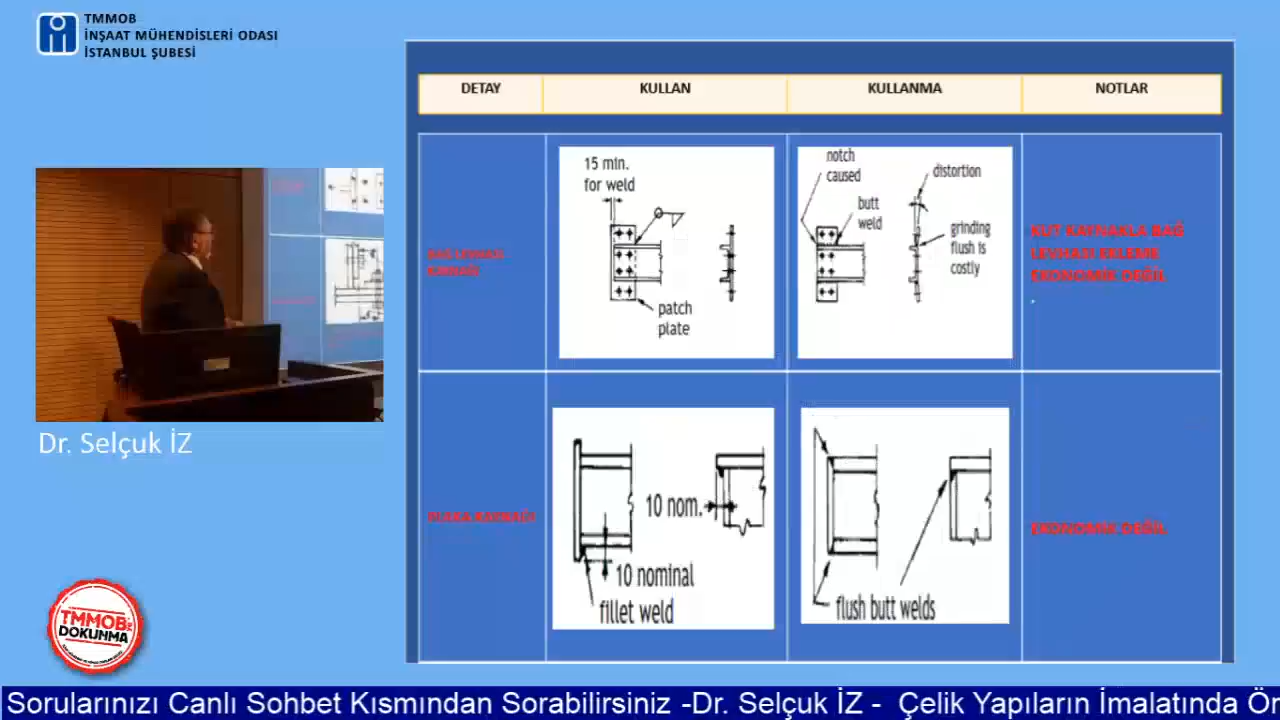 TMMOB
İNŞAAT MÜHENDİSLERİ ODASI
İSTANBUL ŞUBESİ
DETAY
KULLAN
KULLANMA
NOTLAR
15 min.
for weld
patch
plate
notch
caused
butt
weld
distortion
grinding
flush is
costly
KUT KAYNAKLA BAĞ
LEVHASI EKLEME
EKONOMİK DEĞİL
.
10 nom.
10 nominal
fillet weld
flush butt welds
EKONOMİK DEĞİL
Dr. Selçuk İZ
TMMOB'ye
DOKUNMA
Sorularınızı Canlı Sohbet Kısmından Sorabilirsiniz -Dr. Selçuk İZ - Çelik Yapıların İmalatında Ön